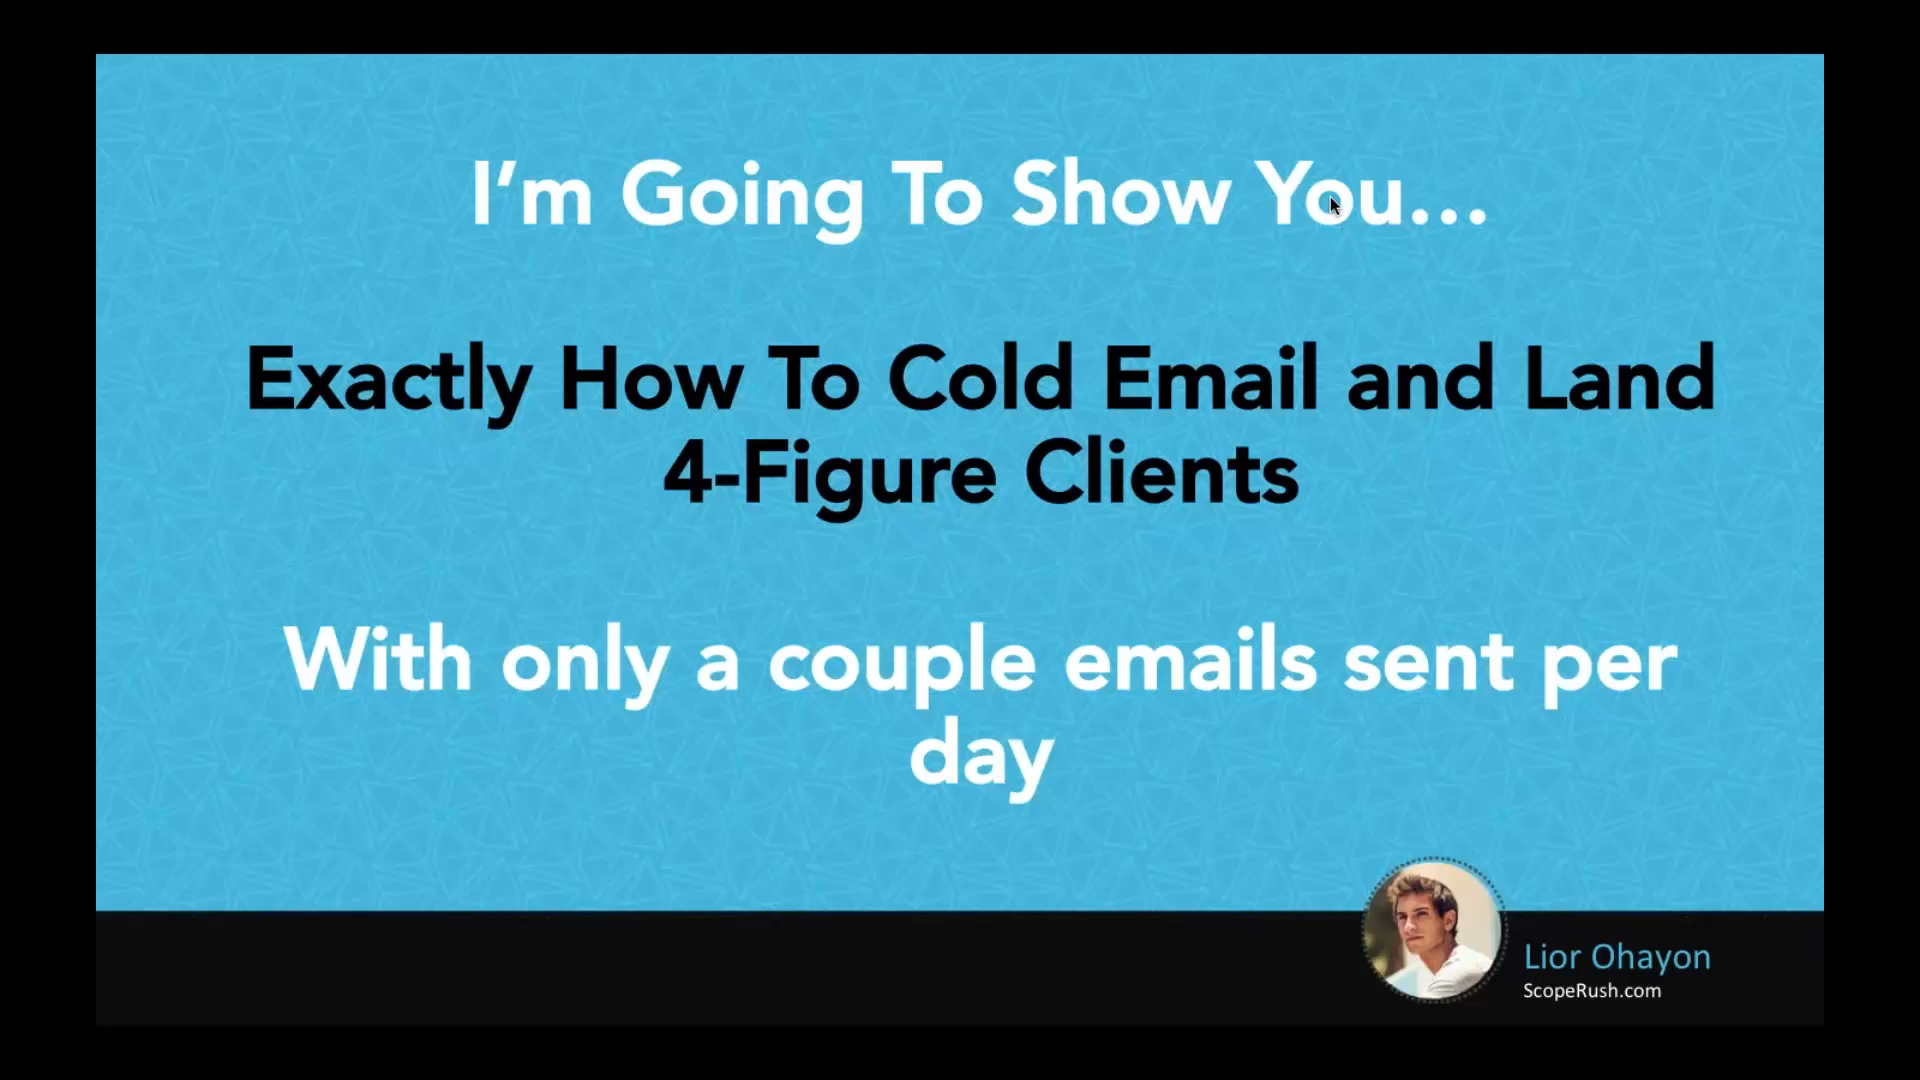 I’m Going To Show You...
Exactly How To Cold Email and Land
4-Figure Clients
With only a couple emails sent per
day
Lior Ohayon
ScopeRush.com